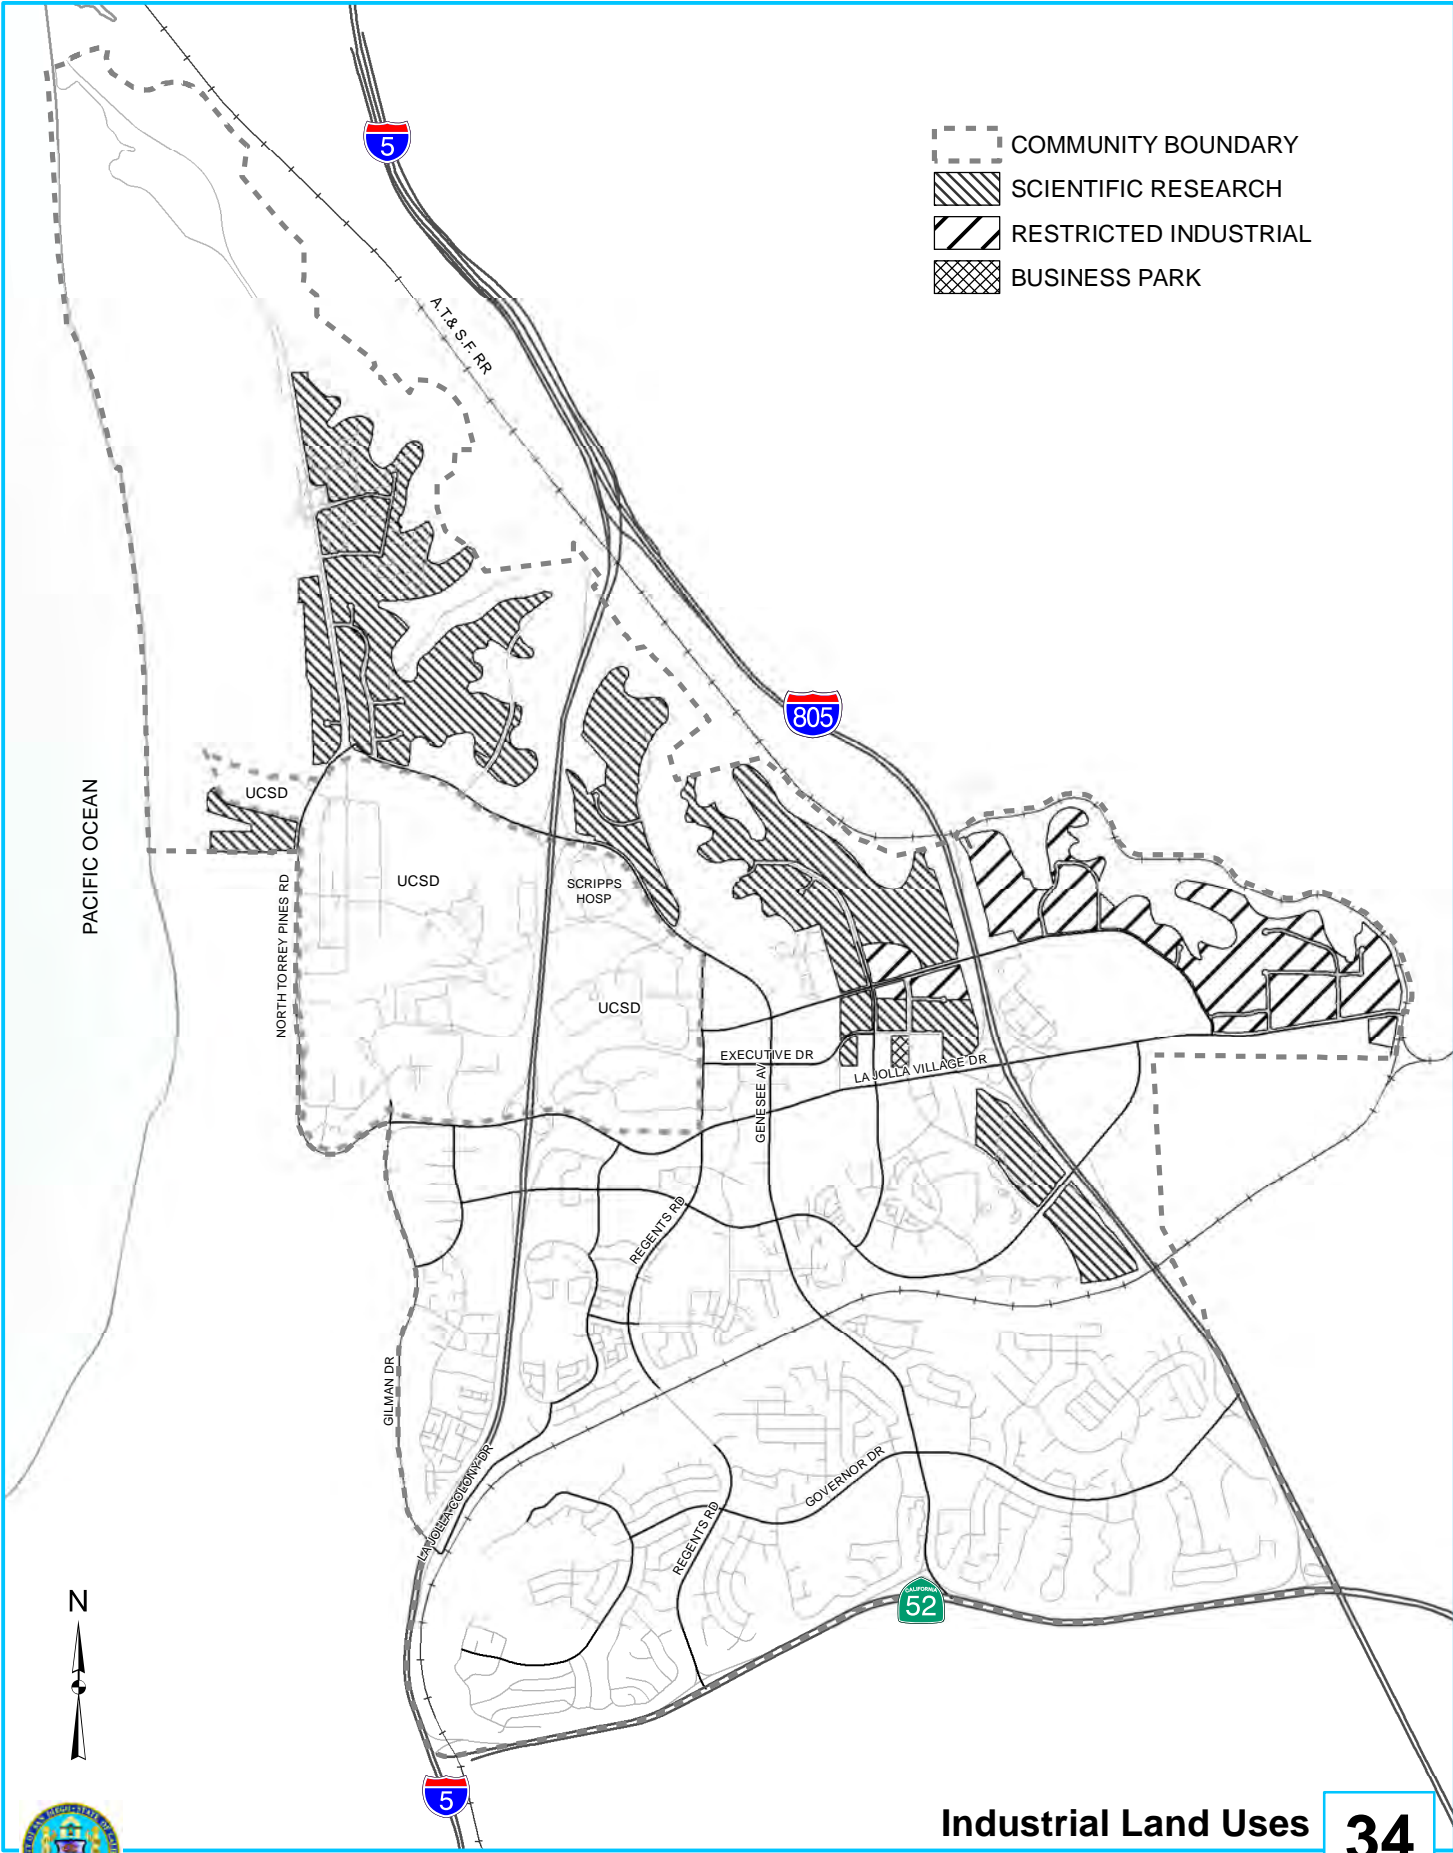 5
COMMUNITY BOUNDARY
SCIENTIFIC RESEARCH
RESTRICTED INDUSTRIAL
BUSINESS PARK
A.T.& S.F. RR
805
UCSD
PACIFIC OCEAN
UCSD
SCRIPPS
HOSP
NORTH TORREY PINES RD
UCSD
EXECUTIVE DR
LA JOLLA VILLAGE DR
GENESEE AV
REGENTS RD
GILMAN DR
LA JOLLA COLONY DR
GOVERNOR DR
REGENTS RD
CALIFORNIA
52
N
5
Industrial Land Uses
34